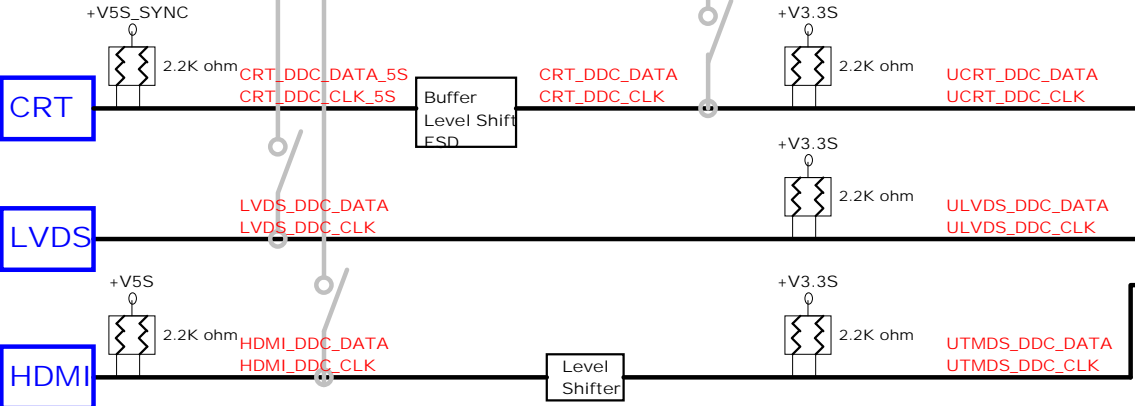 +V5S_SYNC
+V3.3S
2.2K ohm
CRT_DDC_DATA_5S
CRT_DDC_DATA
2.2K ohm
UCRT_DDC_DATA
CRT_DDC_CLK_5S
CRT_DDC_CLK
UCRT_DDC_CLK
CRT
Buffer
Level Shift
ESD
+V3.3S
2.2K ohm
LVDS_DDC_DATA
ULVDS_DDC_DATA
LVDS_DDC_CLK
ULVDS_DDC_CLK
LVDS
+V5S
+V3.3S
2.2K ohm
HDMI_DDC_DATA
2.2K ohm
UTMDS_DDC_DATA
HDMI_DDC_CLK
UTMDS_DDC_CLK
HDMI
Level
Shifter